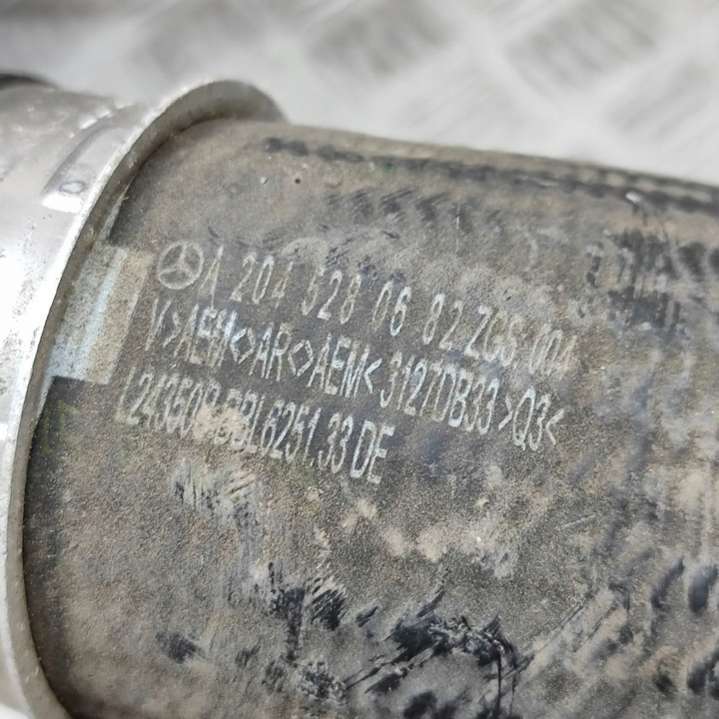 A 204 528 06 82 ZGS 004
V>AEM<>AR<>AEM< 3127DB33 >Q3<
DE